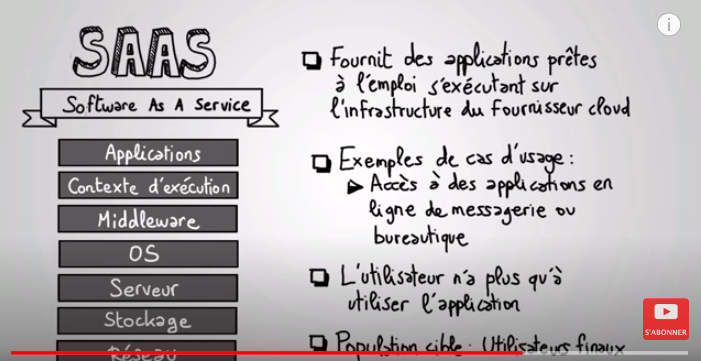 SAAS
Software As A Service
Applications
Contexte d'exécution
Middleware
OS
Serveur
Stockage
Réseau
Fournit des applications prêtes
à l'emploi s'exécutant sur
l'infrastructure du fournisseur cloud
Exemples de cas d'usage :
Accès à des applications en
ligne de messagerie ou
bureautique
L'utilisateur n'a plus qu'à
utiliser l'application
Population cible : Utilisateurs finaux
S'ABONNER